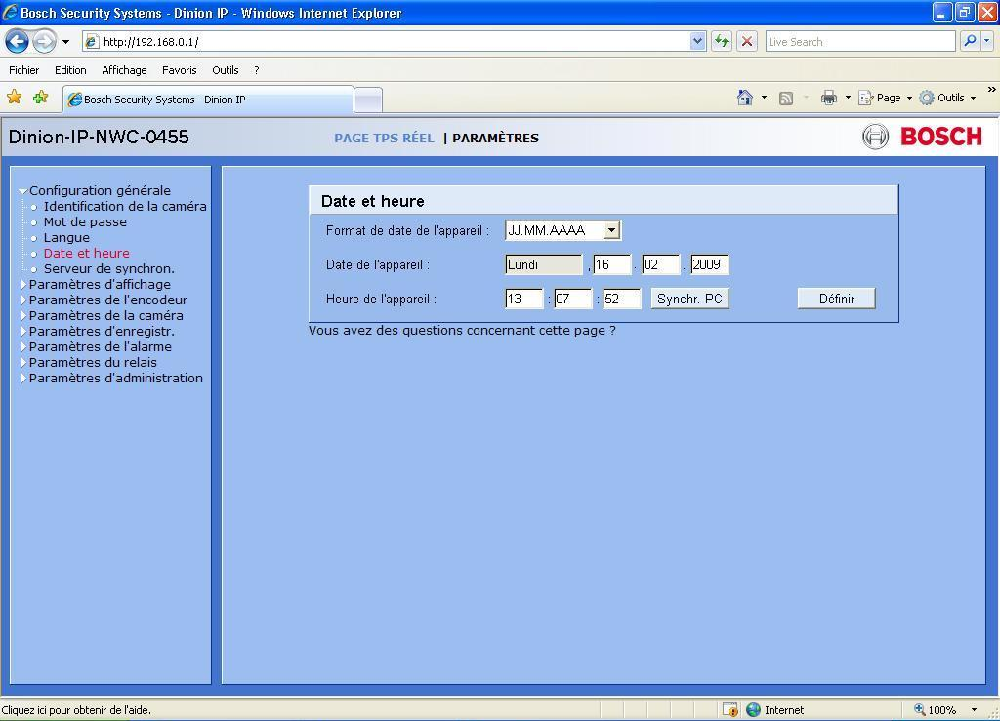 Bosch Security Systems - Dinion IP - Windows Internet Explorer
http://192.168.0.1/
Live Search
Fichier Edition Affichage Favoris Outils ?
Bosch Security Systems - Dinion IP
Page Outils »
Dinion-IP-NWC-0455
PAGE TPS RÉEL | PARAMÈTRES
BOSCH
Configuration générale
Identification de la caméra
Mot de passe
Langue
Date et heure
Serveur de synchron.
Paramètres d'affichage
Paramètres de l'encodeur
Paramètres de la caméra
Paramètres d'enregistr.
Paramètres de l'alarme
Paramètres du relais
Paramètres d'administration
Date et heure
Format de date de l'appareil : JJ.MM.AAAA
Date de l'appareil : Lundi , 16 . 02 . 2009
Heure de l'appareil : 13 : 07 : 52 Synchr. PC Définir
Vous avez des questions concernant cette page ?
Cliquez ici pour obtenir de l'aide.
Internet
100%